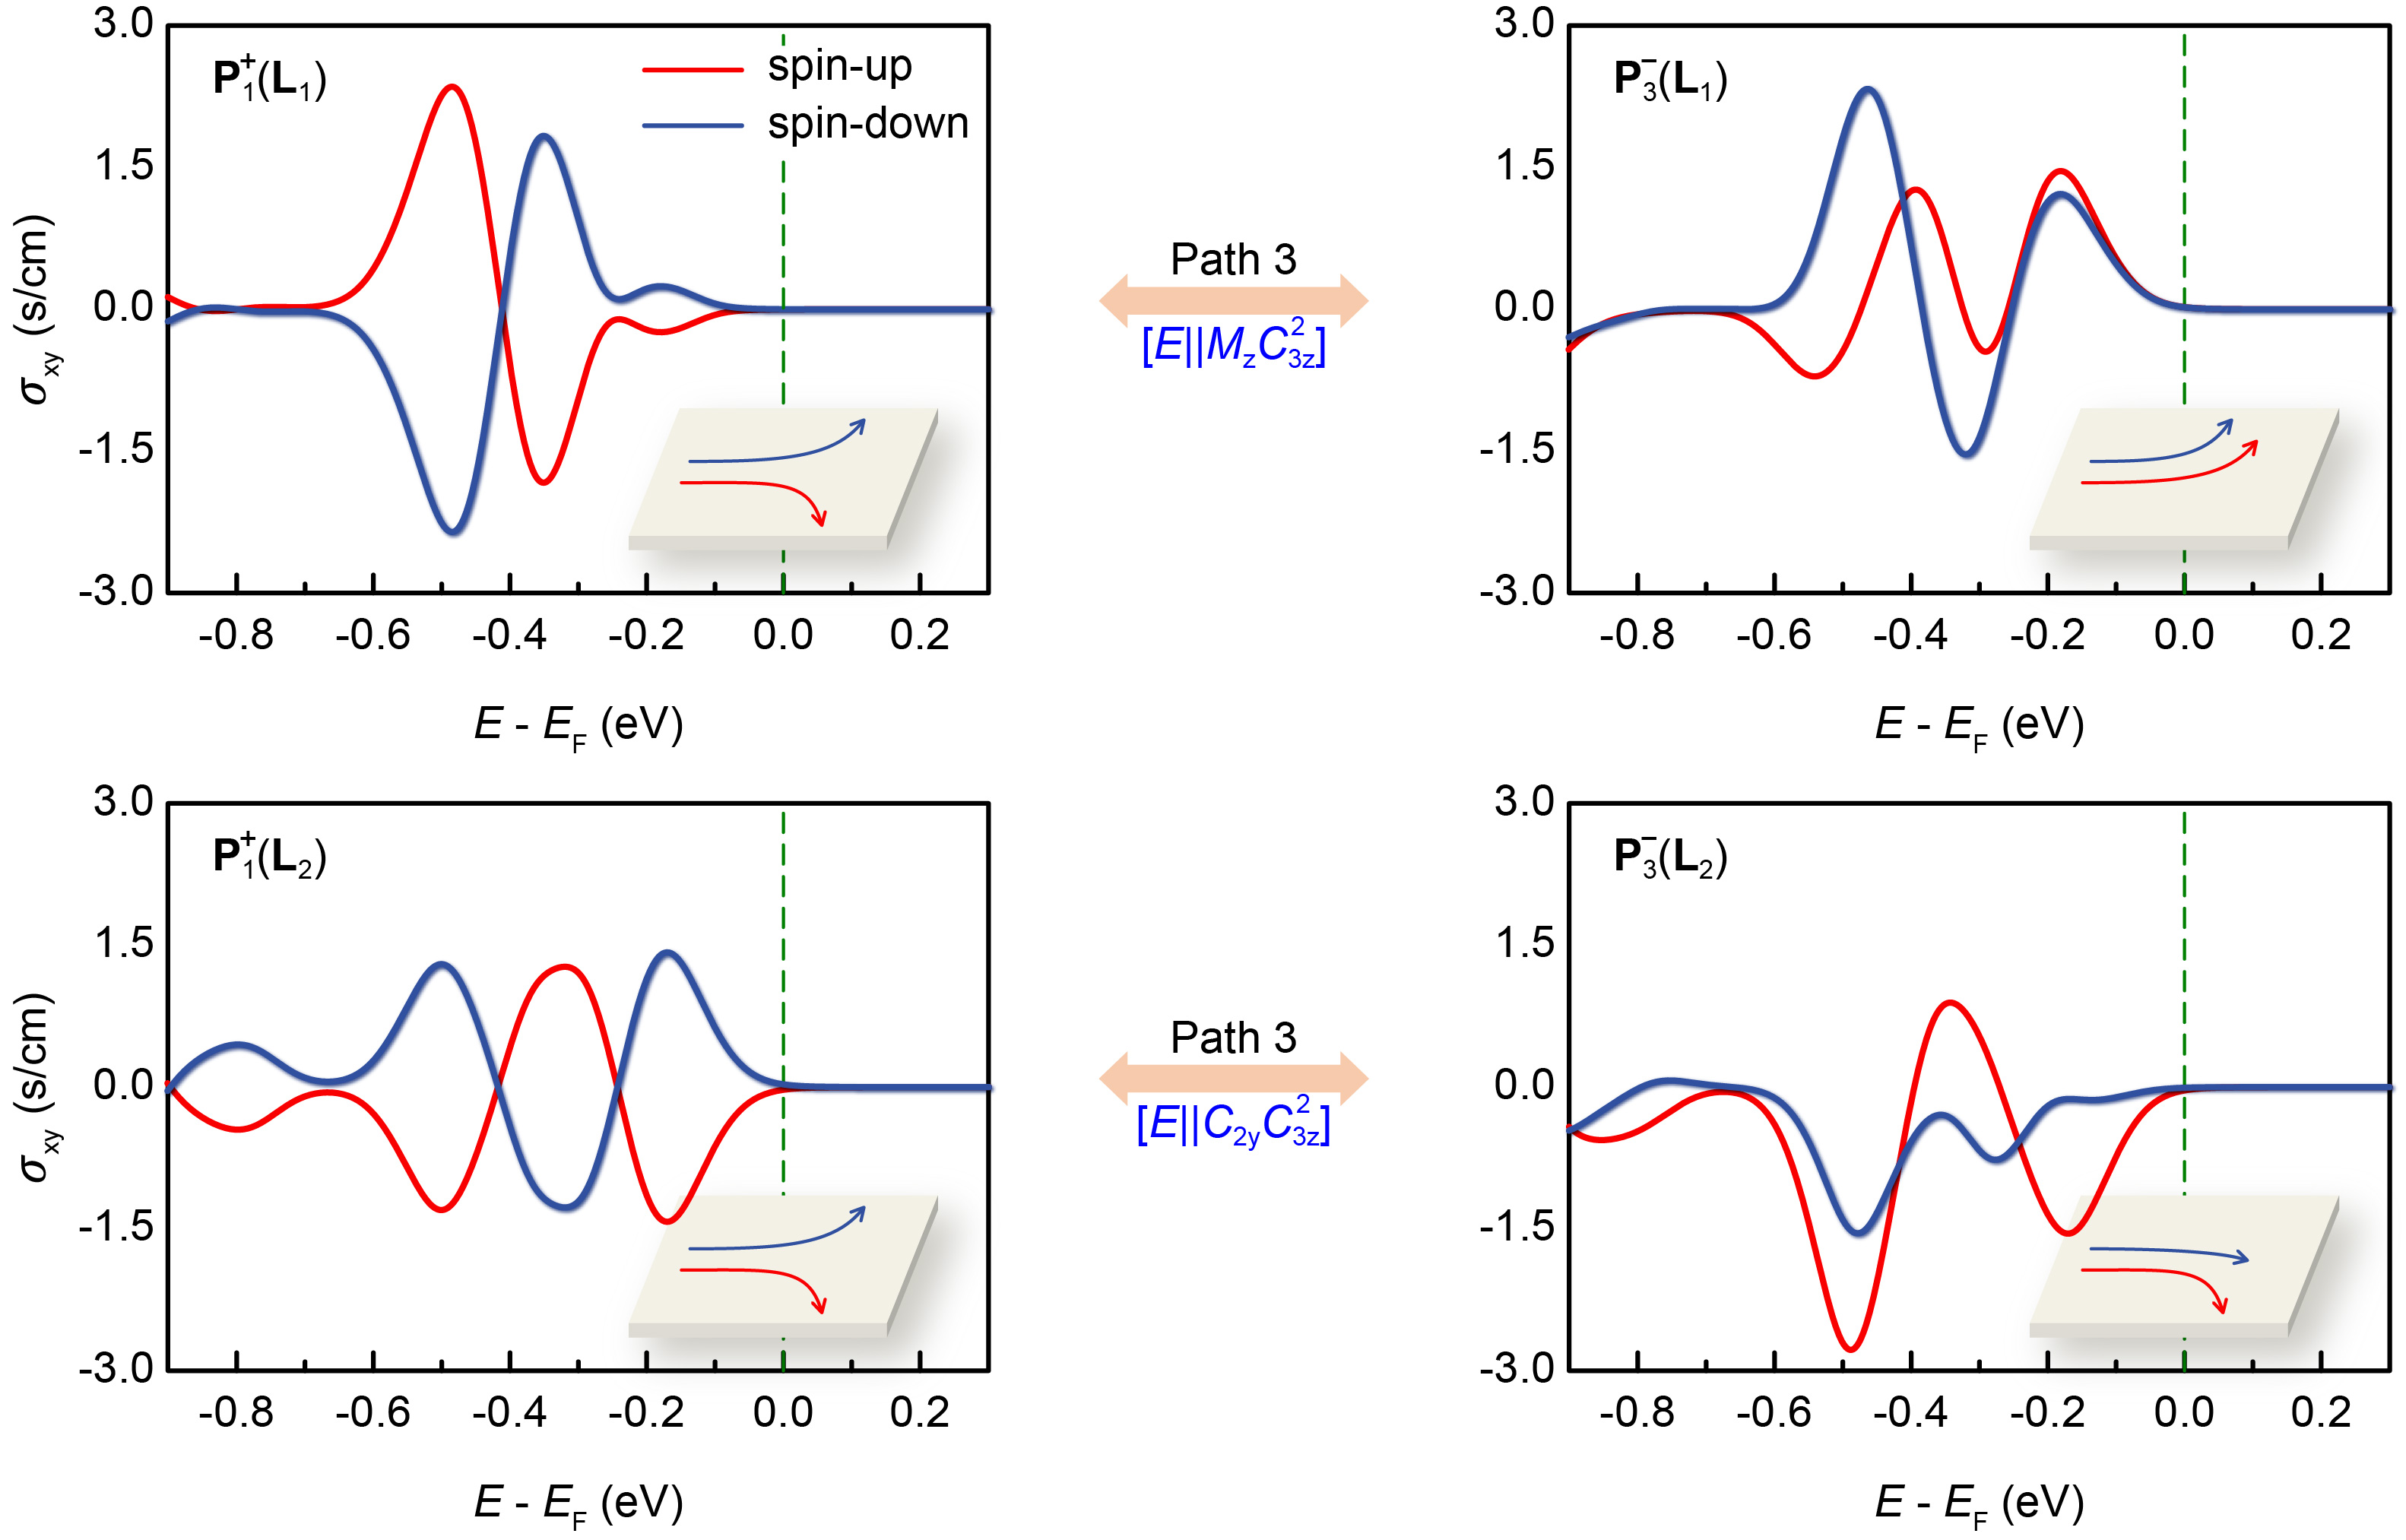 3.0
1.5
0.0
-1.5
-3.0
σxy (s/cm)
P1+(L1)
spin-up
spin-down
-0.8 -0.6 -0.4 -0.2 0.0 0.2
E - EF (eV)
Path 3
[E||MzC3z2]
3.0
1.5
0.0
-1.5
-3.0
P3−(L1)
-0.8 -0.6 -0.4 -0.2 0.0 0.2
E - EF (eV)
3.0
1.5
0.0
-1.5
-3.0
σxy (s/cm)
P1+(L2)
-0.8 -0.6 -0.4 -0.2 0.0 0.2
E - EF (eV)
Path 3
[E||C2yC3z2]
3.0
1.5
0.0
-1.5
-3.0
P3−(L2)
-0.8 -0.6 -0.4 -0.2 0.0 0.2
E - EF (eV)